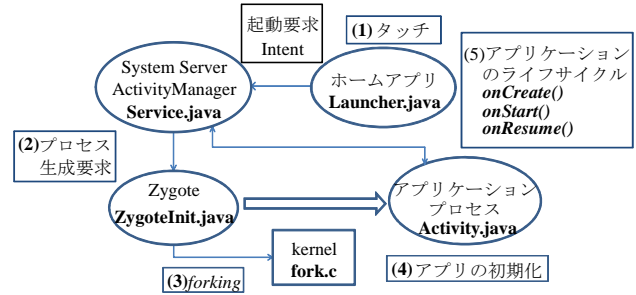 起動要求
Intent
(1)タッチ
System Server
ActivityManager
Service.java
ホームアプリ
Launcher.java
(5)アプリケーション
のライフサイクル
onCreate()
onStart()
onResume()
(2)プロセス
生成要求
Zygote
ZygoteInit.java
アプリケーション
プロセス
Activity.java
kernel
fork.c
(3)forking
(4)アプリの初期化